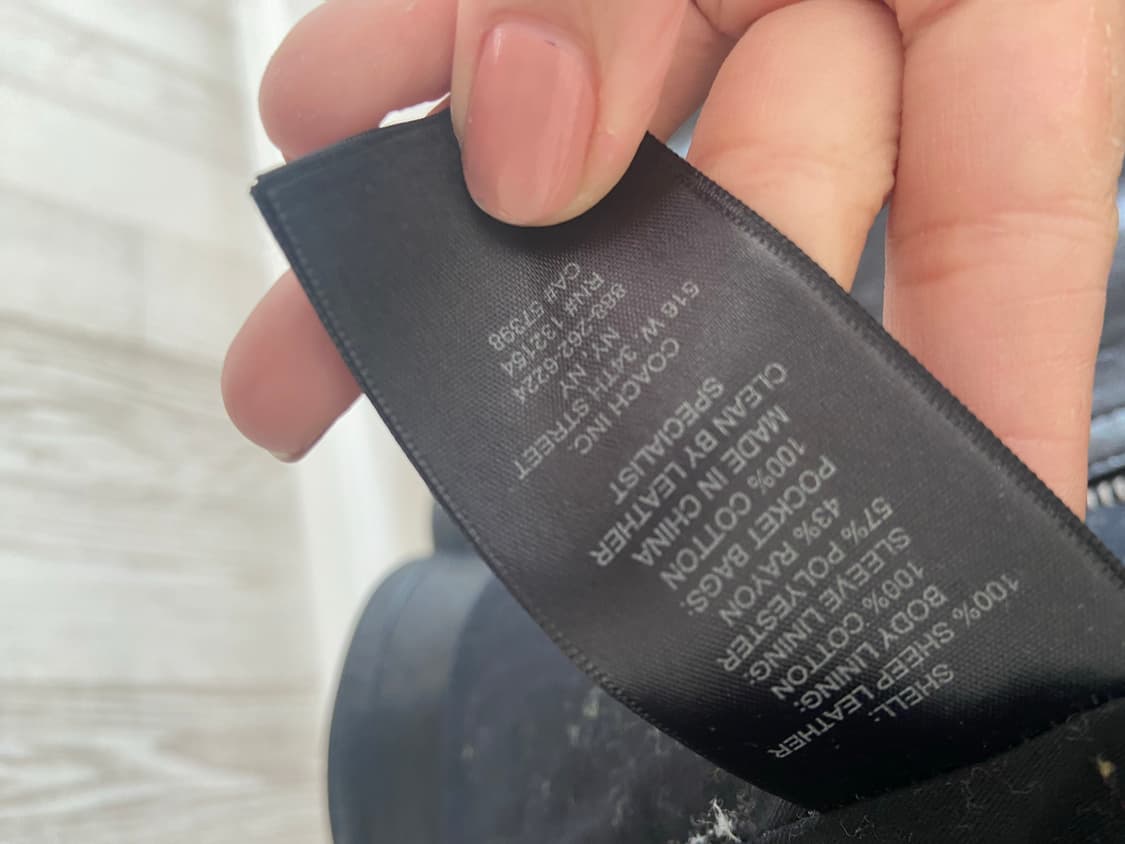 SHELL:
100% SHEEP LEATHER
BODY LINING:
100% COTTON
SLEEVE LINING:
57% POLYESTER
43% RAYON
POCKET BAGS:
100% COTTON
MADE IN CHINA
CLEAN BY LEATHER
SPECIALIST
COACH INC
516 W. 34TH STREET
NY, NY
888-262-6224
RN# 132154
CA# 57398